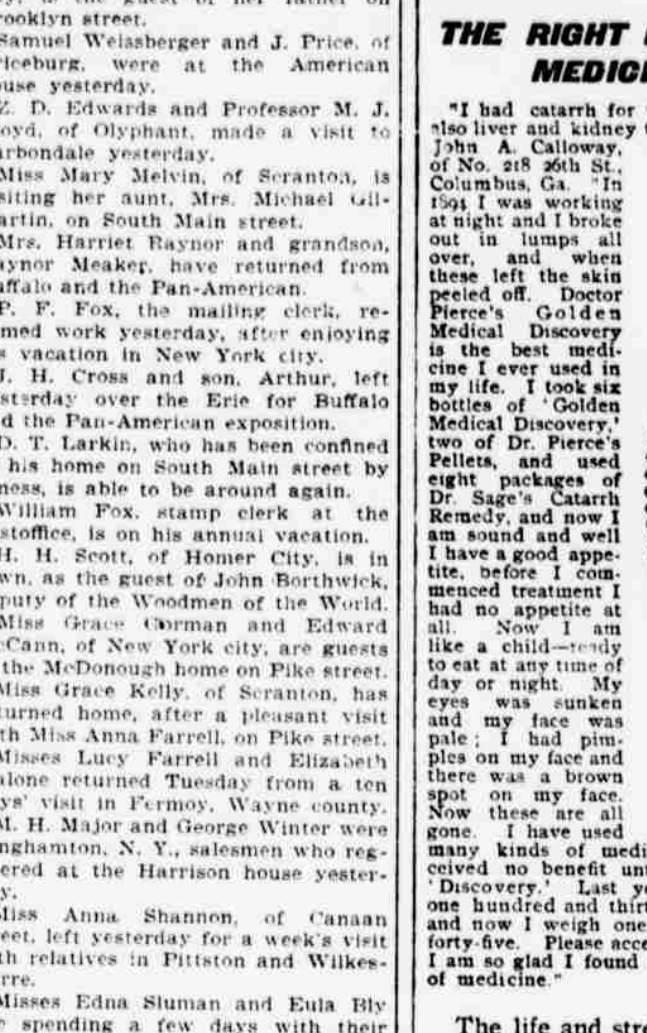 rooklyn street.
Samuel Weissberger and J. Price, of
riceburg, were at the American
ouse yesterday.
Z. D. Edwards and Professor M. J.
oyd, of Olyphant, made a visit to
arbondale yesterday.
Miss Mary Melvin, of Scranton, is
siting her aunt, Mrs. Michael Gil-
artin, on South Main street.
Mrs. Harriet Raynor and grandson,
aynor Meaker, have returned from
uffalo and the Pan-American.
P. F. Fox, the mailing clerk, re-
med work yesterday, after enjoying
s vacation in New York city.
J. H. Cross and son, Arthur, left
esterday over the Erie for Buffalo
d the Pan-American exposition.
D. T. Larkin, who has been confined
his home on South Main street by
ness, is able to be around again.
William Fox, stamp clerk at the
stoffice, is on his annual vacation.
H. H. Scott, of Homer City, is in
wn, as the guest of John Borthwick,
puty of the Woodmen of the World.
Miss Grace Gorman and Edward
cCann, of New York city, are guests
the McDonough home on Pike street.
Miss Grace Kelly, of Scranton, has
turned home, after a pleasant visit
th Miss Anna Farrell, on Pike street.
Misses Lucy Farrell and Elizabeth
alone returned Tuesday from a ten
ys' visit in Fermoy, Wayne county.
M. H. Major and George Winter were
nghamton, N. Y., salesmen who reg-
ered at the Harrison house yester-
y.
Miss Anna Shannon, of Canaan
eet, left yesterday for a week's visit
th relatives in Pittston and Wilkes-
rre.
Misses Edna Sluman and Eula Bly
spending a few days with their
THE RIGHT
MEDICI
"I had catarrh for
also liver and kidney
John A. Calloway,
of No. 218 26th St.,
Columbus, Ga. "In
1894 I was working
at night and I broke
out in lumps all
over, and when
these left the skin
peeled off. Doctor
Pierce's Golden
Medical Discovery
is the best medi-
cine I ever used in
my life. I took six
bottles of 'Golden
Medical Discovery,'
two of Dr. Pierce's
Pellets, and used
eight packages of
Dr. Sage's Catarrh
Remedy, and now I
am sound and well
I have a good appe-
tite, before I com-
menced treatment I
had no appetite at
all. Now I am
like a child—ready
to eat at any time of
day or night. My
eyes was sunken
and my face was
pale; I had pim-
ples on my face and
there was a brown
spot on my face.
Now these are all
gone. I have used
many kinds of medi
ceived no benefit unt
'Discovery.' Last ye
one hundred and thirt
and now I weigh one
forty-five. Please acce
I am so glad I found
of medicine."
The life and stre